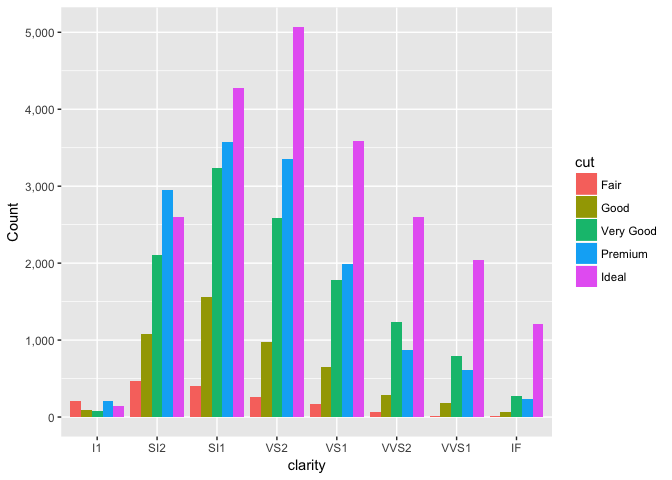 5,000
4,000
3,000
2,000
1,000
0
Count
I1 SI2 SI1 VS2 VS1 VVS2 VVS1 IF
clarity
cut
Fair
Good
Very Good
Premium
Ideal